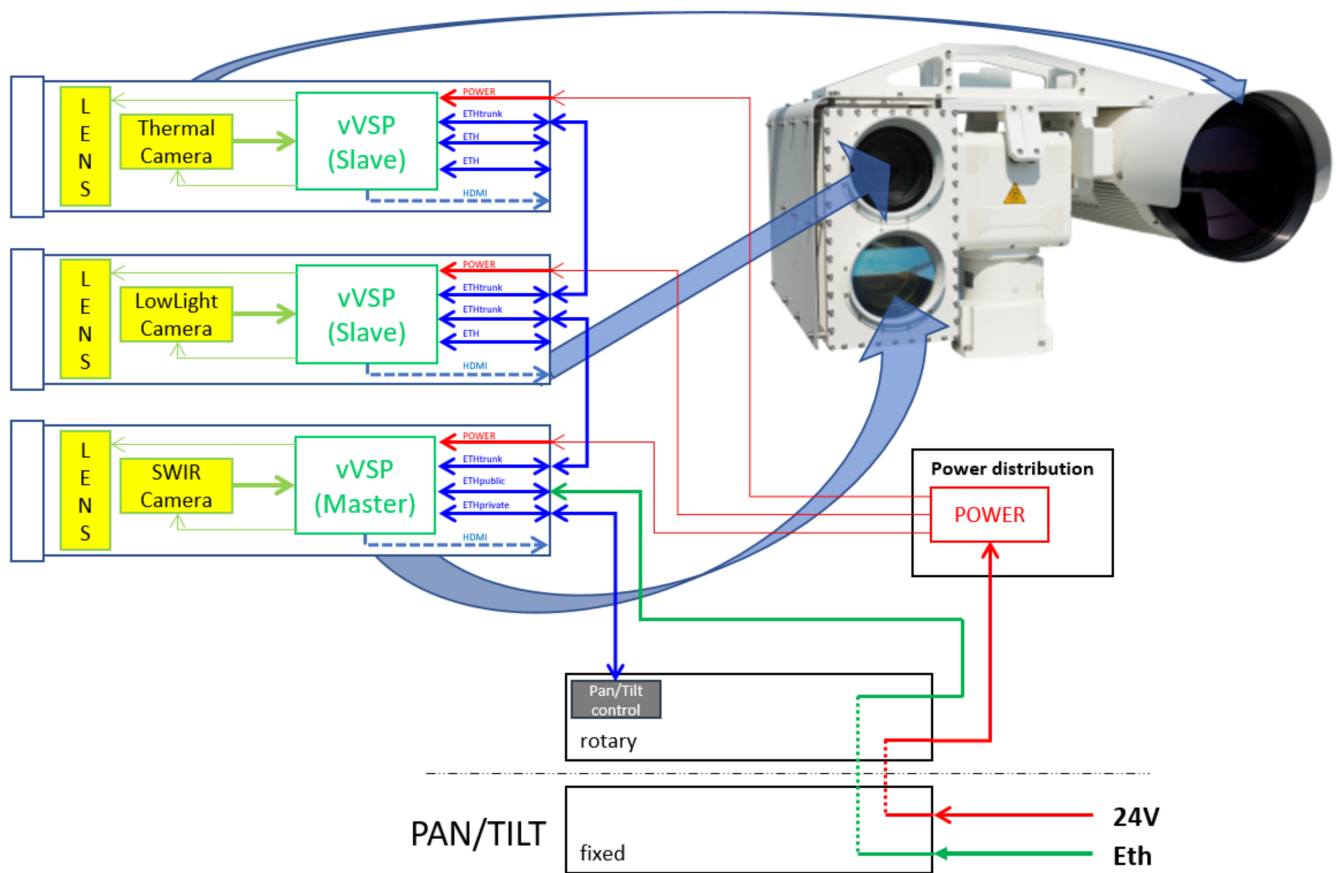 L
E
N
S
Thermal
Camera
vVSP
(Slave)
POWER
ETHtrunk
ETH
ETH
HDMI
L
E
N
S
LowLight
Camera
vVSP
(Slave)
POWER
ETHtrunk
ETHtrunk
ETH
HDMI
L
E
N
S
SWIR
Camera
vVSP
(Master)
POWER
ETHtrunk
ETHpublic
ETHprivate
HDMI
Power distribution
POWER
Pan/Tilt
control
rotary
PAN/TILT
fixed
24V
Eth